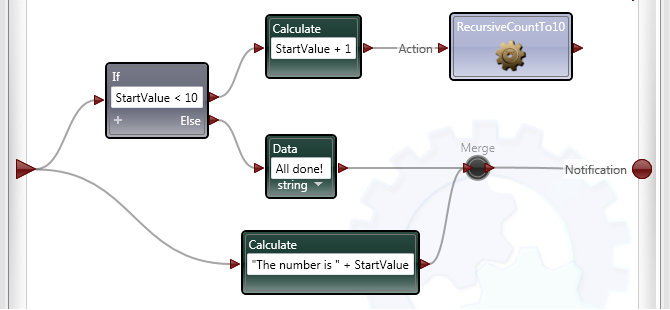 Calculate
StartValue + 1
Action
RecursiveCountTo10
If
StartValue < 10
+
Else
Data
All done!
string
Merge
Notification
Calculate
"The number is " + StartValue